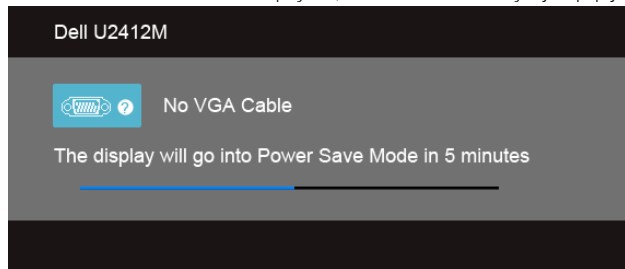 Dell U2412M
No VGA Cable
The display will go into Power Save Mode in 5 minutes